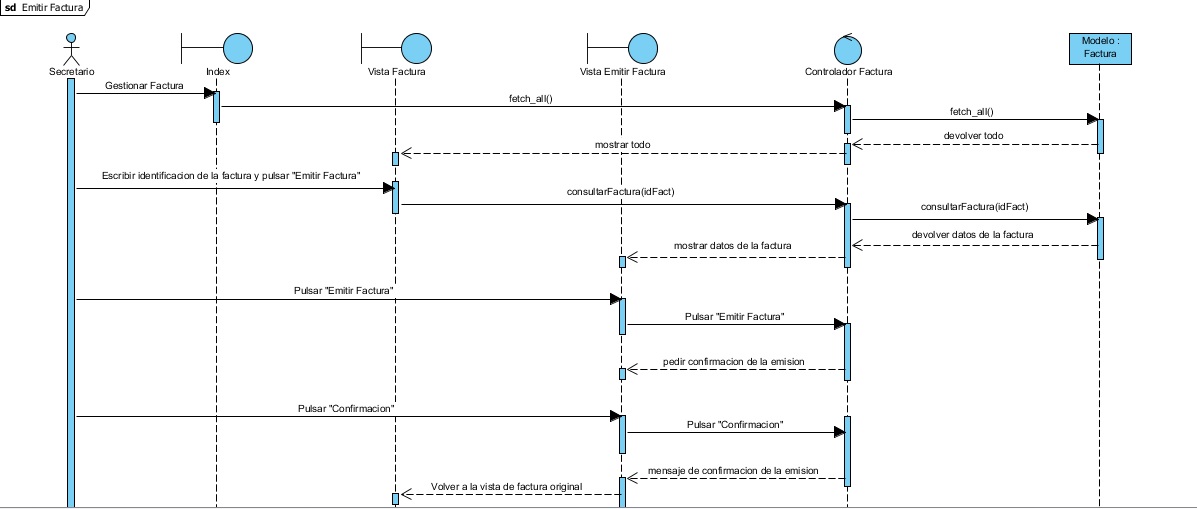 sd Emitir Factura
Modelo :
Factura
Secretario
Index
Vista Factura
Vista Emitir Factura
Controlador Factura
Gestionar Factura
fetch_all()
fetch_all()
devolver todo
mostrar todo
Escribir identificacion de la factura y pulsar "Emitir Factura"
consultarFactura(idFact)
consultarFactura(idFact)
devolver datos de la factura
mostrar datos de la factura
Pulsar "Emitir Factura"
Pulsar "Emitir Factura"
pedir confirmacion de la emision
Pulsar "Confirmacion"
Pulsar "Confirmacion"
mensaje de confirmacion de la emision
Volver a la vista de factura original